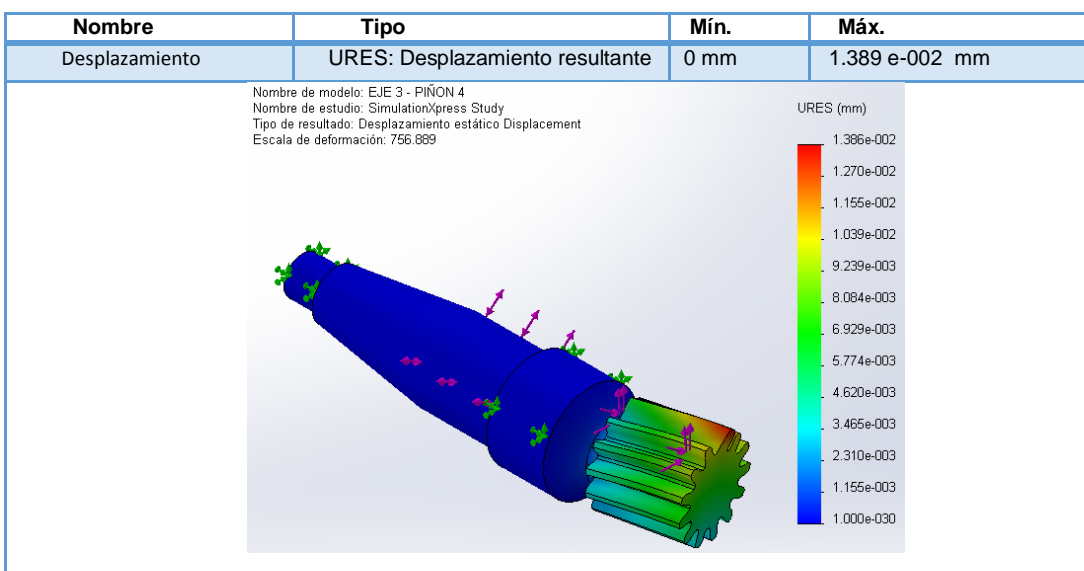 Nombre Tipo Mín. Máx.
Desplazamiento URES: Desplazamiento resultante 0 mm 1.389 e-002 mm
Nombre de modelo: EJE 3 - PIÑON 4
Nombre de estudio: SimulationXpress Study
Tipo de resultado: Desplazamiento estático Displacement
Escala de deformación: 756.889
URES (mm)
1.386e-002
1.270e-002
1.155e-002
1.039e-002
9.239e-003
8.084e-003
6.929e-003
5.774e-003
4.620e-003
3.465e-003
2.310e-003
1.155e-003
1.000e-030